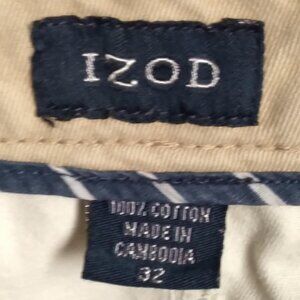 IZOD
100% COTTON
MADE IN
CAMBODIA
32